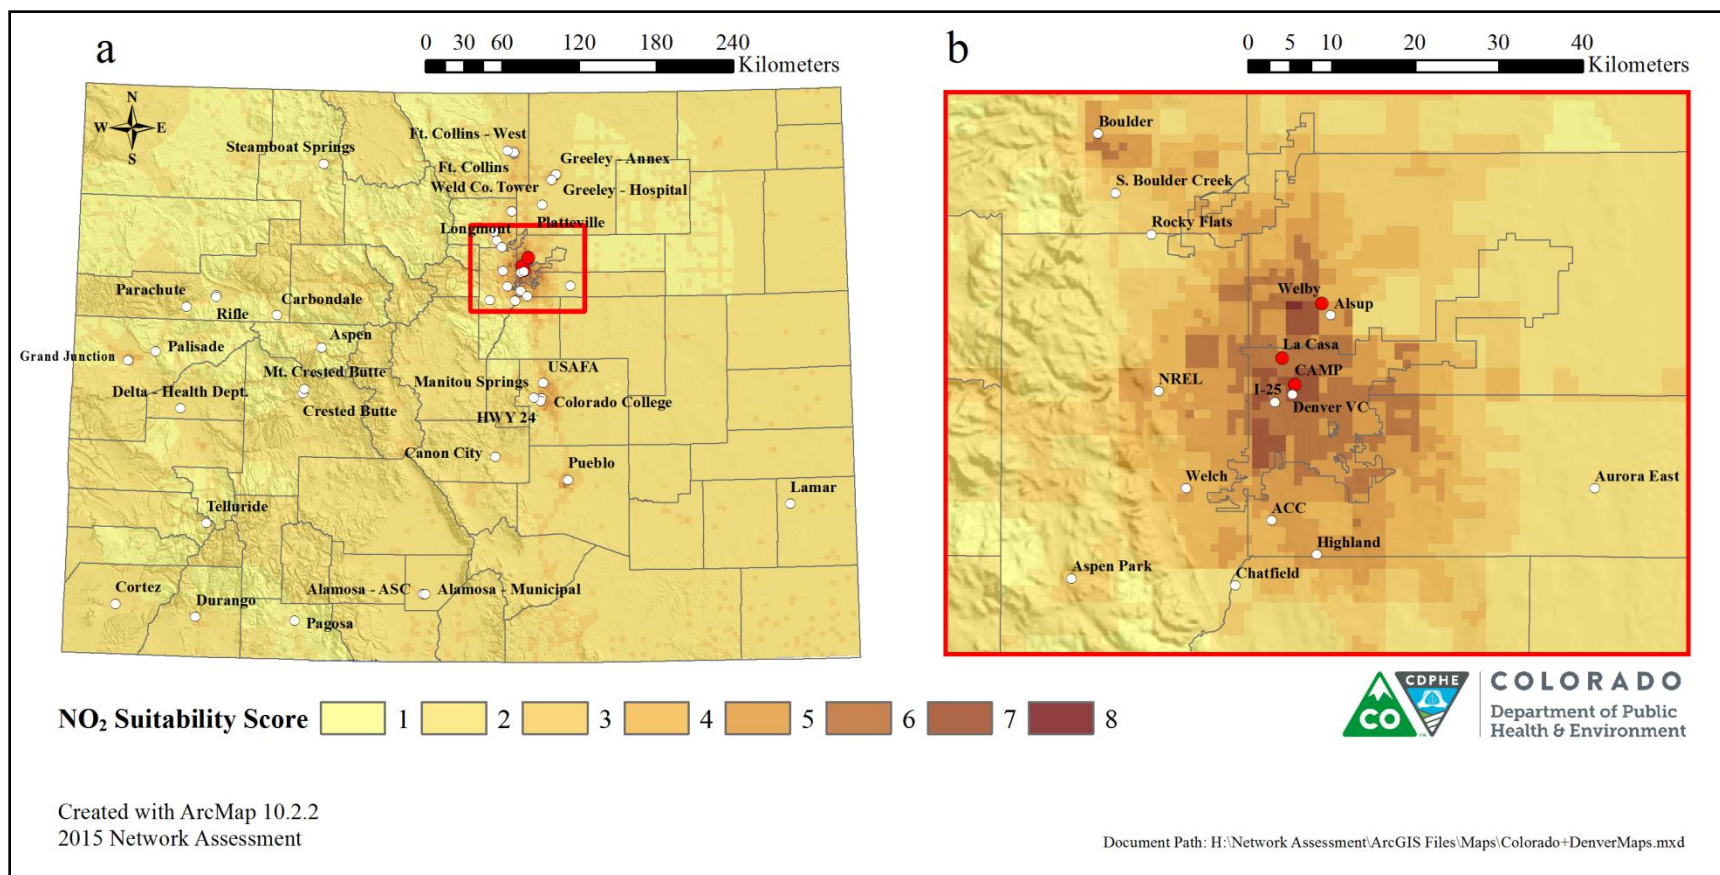 a
0 30 60 120 180 240
Kilometers
N
W E
S
Steamboat Springs
Ft. Collins - West
Ft. Collins
Greeley - Annex
Weld Co. Tower
Greeley - Hospital
Platteville
Longmont
Parachute
Rifle
Carbondale
Aspen
Grand Junction
Palisade
Mt. Crested Butte
Delta - Health Dept.
Crested Butte
USAFA
Manitou Springs
Colorado College
HWY 24
Canon City
Pueblo
Lamar
Telluride
Cortez
Durango
Alamosa - ASC
Alamosa - Municipal
Pagosa
b
0 5 10 20 30 40
Kilometers
Boulder
S. Boulder Creek
Rocky Flats
Welby
Alsup
La Casa
CAMP
NREL
I-25
Denver VC
Welch
Aurora East
ACC
Highland
Aspen Park
Chatfield
NO₂ Suitability Score 1 2 3 4 5 6 7 8
CO
CDPHE
COLORADO
Department of Public
Health & Environment
Created with ArcMap 10.2.2
2015 Network Assessment
Document Path: H:\Network Assessment\ArcGIS Files\Maps\Colorado+DenverMaps.mxd